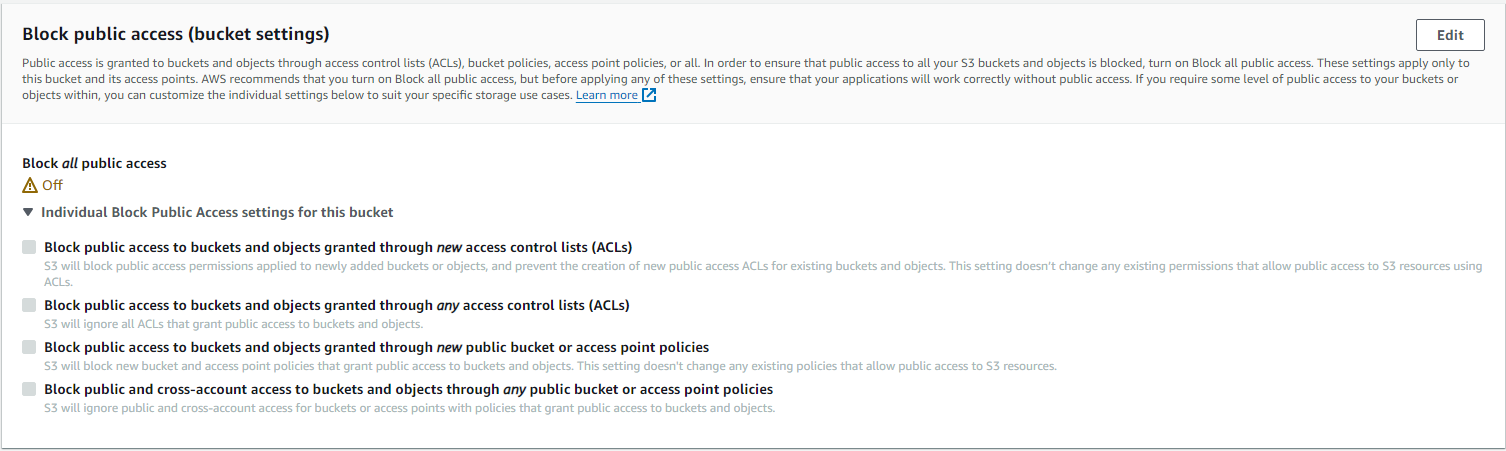 Block public access (bucket settings)
Edit
Public access is granted to buckets and objects through access control lists (ACLs), bucket policies, access point policies, or all. In order to ensure that public access to all your S3 buckets and objects is blocked, turn on Block all public access. These settings apply only to
this bucket and its access points. AWS recommends that you turn on Block all public access, but before applying any of these settings, ensure that your applications will work correctly without public access. If you require some level of public access to your buckets or
objects within, you can customize the individual settings below to suit your specific storage use cases. Learn more
Block all public access
Off
Individual Block Public Access settings for this bucket
Block public access to buckets and objects granted through new access control lists (ACLs)
S3 will block public access permissions applied to newly added buckets or objects, and prevent the creation of new public access ACLs for existing buckets and objects. This setting doesn't change any existing permissions that allow public access to S3 resources using
ACLs.
Block public access to buckets and objects granted through any access control lists (ACLs)
S3 will ignore all ACLs that grant public access to buckets and objects.
Block public access to buckets and objects granted through new public bucket or access point policies
S3 will block new bucket and access point policies that grant public access to buckets and objects. This setting doesn't change any existing policies that allow public access to S3 resources.
Block public and cross-account access to buckets and objects through any public bucket or access point policies
S3 will ignore public and cross-account access for buckets or access points with policies that grant public access to buckets and objects.